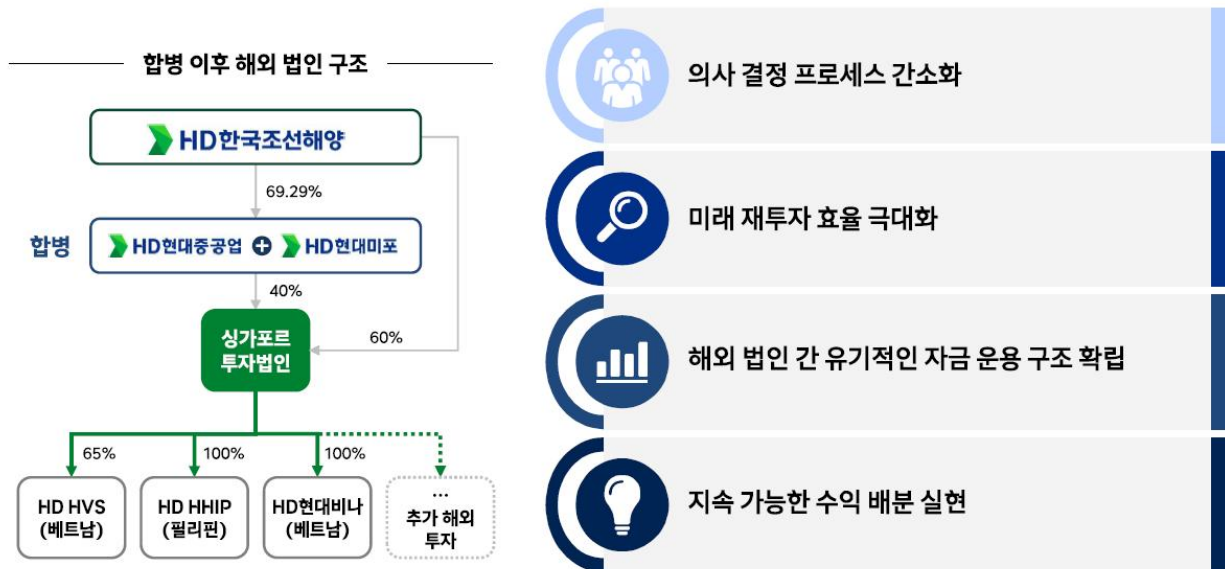 합병 이후 해외 법인 구조
HD한국조선해양
69.29%
합병
HD현대중공업 + HD현대미포
40%
싱가포르
투자법인
60%
65%
100%
100%
HD HVS
(베트남)
HD HHIP
(필리핀)
HD현대비나
(베트남)
...
추가 해외
투자
의사 결정 프로세스 간소화
미래 재투자 효율 극대화
해외 법인 간 유기적인 자금 운용 구조 확립
지속 가능한 수익 배분 실현